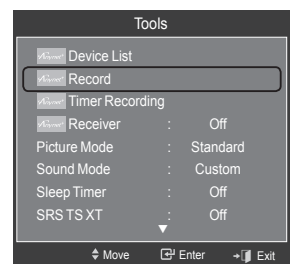 Tools
Device List
Record
Timer Recording
Receiver : Off
Picture Mode : Standard
Sound Mode : Custom
Sleep Timer : Off
SRS TS XT : Off
Move Enter Exit